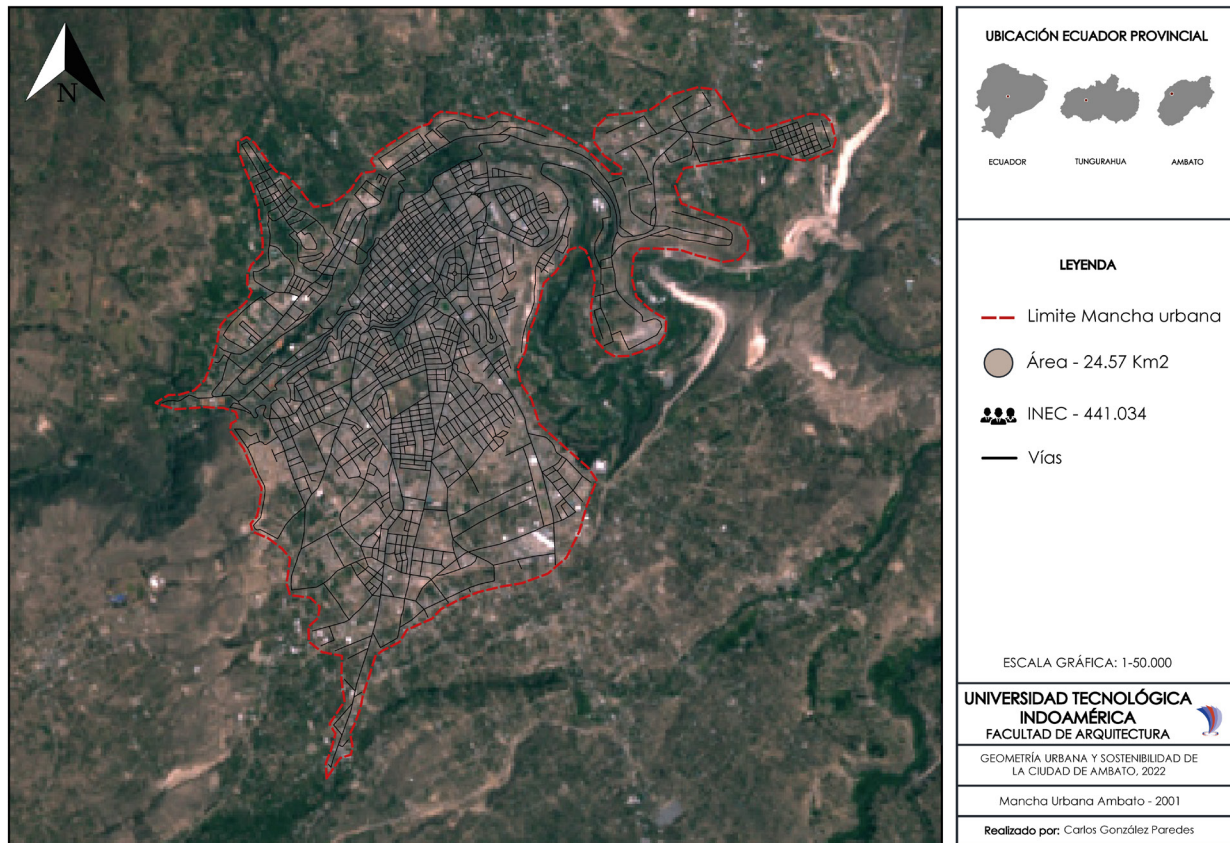 N
UBICACIÓN ECUADOR PROVINCIAL
ECUADOR
TUNGURAHUA
AMBATO
LEYENDA
Limite Mancha urbana
Área - 24.57 Km2
INEC - 441.034
Vías
ESCALA GRÁFICA: 1-50.000
UNIVERSIDAD TECNOLÓGICA
INDOAMÉRICA
FACULTAD DE ARQUITECTURA
GEOMETRÍA URBANA Y SOSTENIBILIDAD DE
LA CIUDAD DE AMBATO, 2022
Mancha Urbana Ambato - 2001
Realizado por: Carlos González Paredes